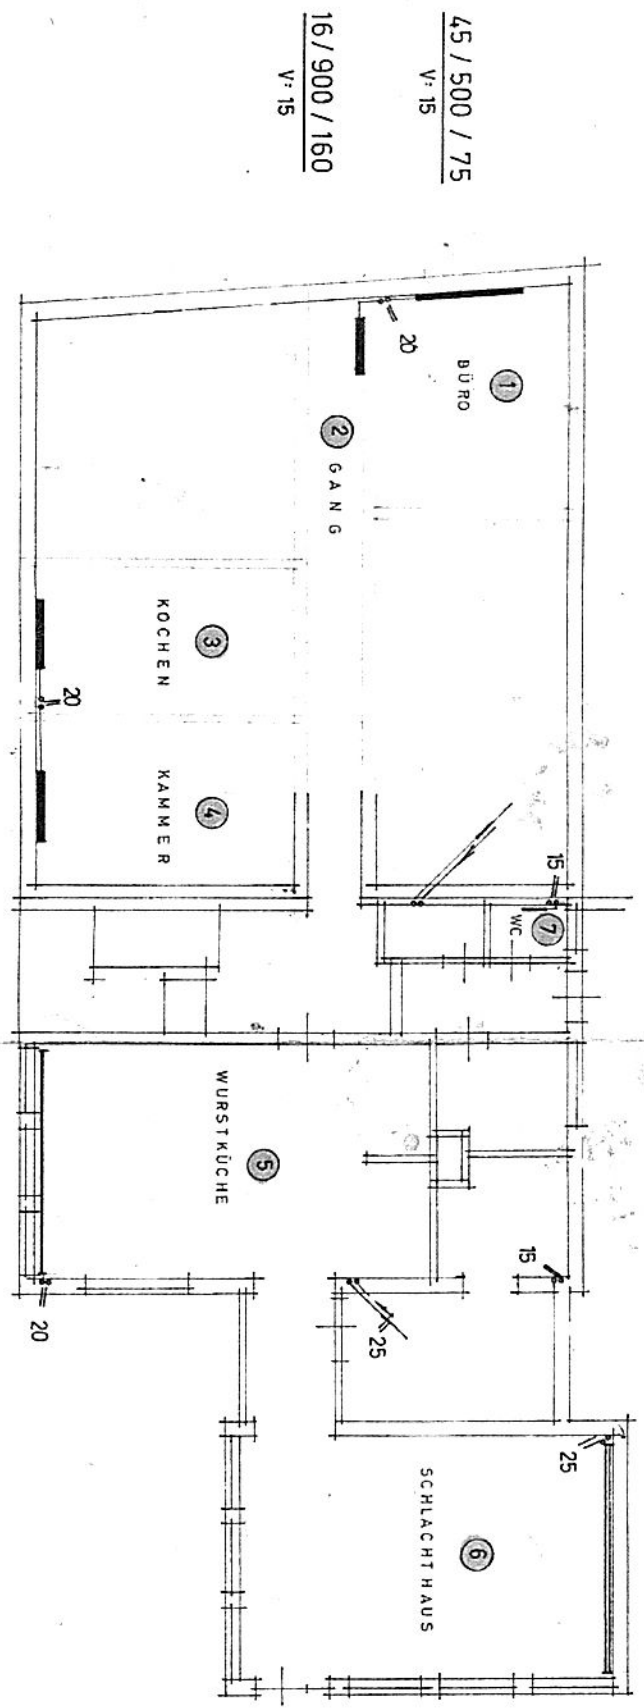 45 / 500 / 75
V= 15
16 / 900 / 160
V= 15
20
1
BÜRO
2 GANG
3
KOCHEN
20
4
KAMMER
15
7
WC
5
WURSTKÜCHE
15
20
25
25
6
SCHLACHTHAUS